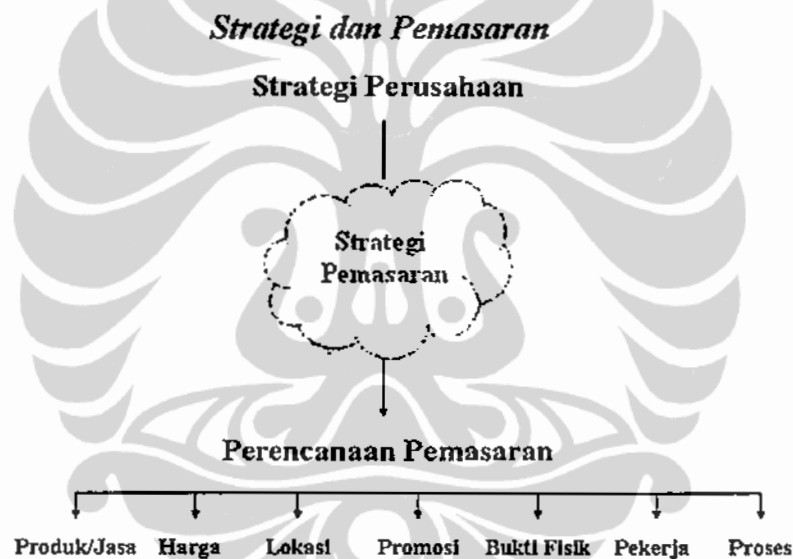 Strategi dan Pemasaran
Strategi Perusahaan
Strategi
Pemasaran
Perencanaan Pemasaran
Produk/Jasa Harga Lokasi Promosi Bukti Fisik Pekerja Proses